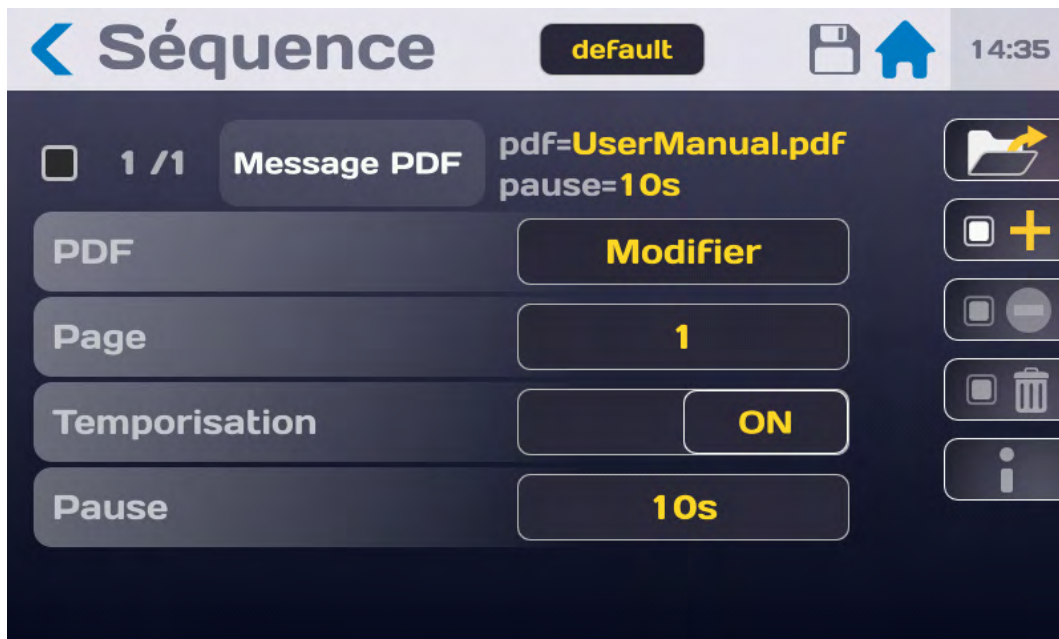 Séquence default 14:35
1 /1 Message PDF pdf=UserManual.pdf
pause=10s
PDF Modifier
Page 1
Temporisation ON
Pause 10s